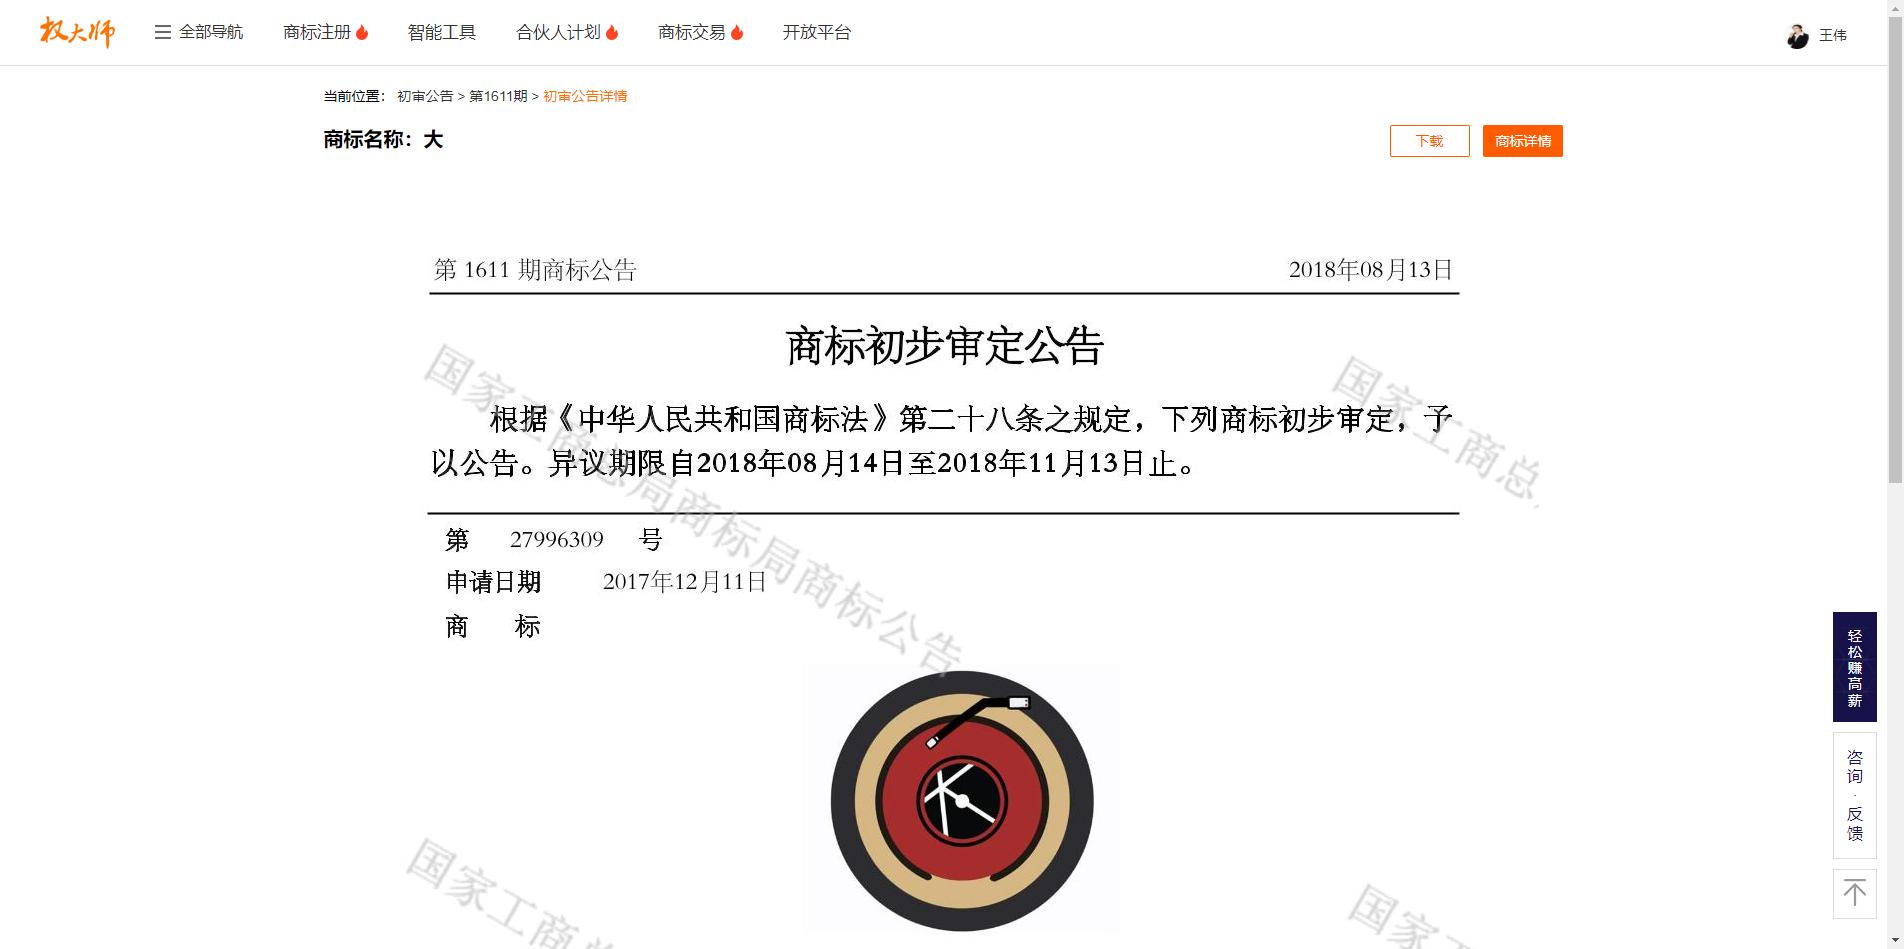 权大师 全部导航 商标注册 智能工具 合伙人计划 商标交易 开放平台 王伟
当前位置： 初审公告 > 第1611期 > 初审公告详情
商标名称：大
下载 商标详情
第 1611 期商标公告 2018年08月13日
商标初步审定公告
根据《中华人民共和国商标法》第二十八条之规定，下列商标初步审定，予
以公告。异议期限自2018年08月14日至2018年11月13日止。
第 27996309 号
申请日期 2017年12月11日
商 标
国家工商总局商标局商标公告
国家工商总
国家工商总
国家工
轻松赚高薪
咨询·反馈